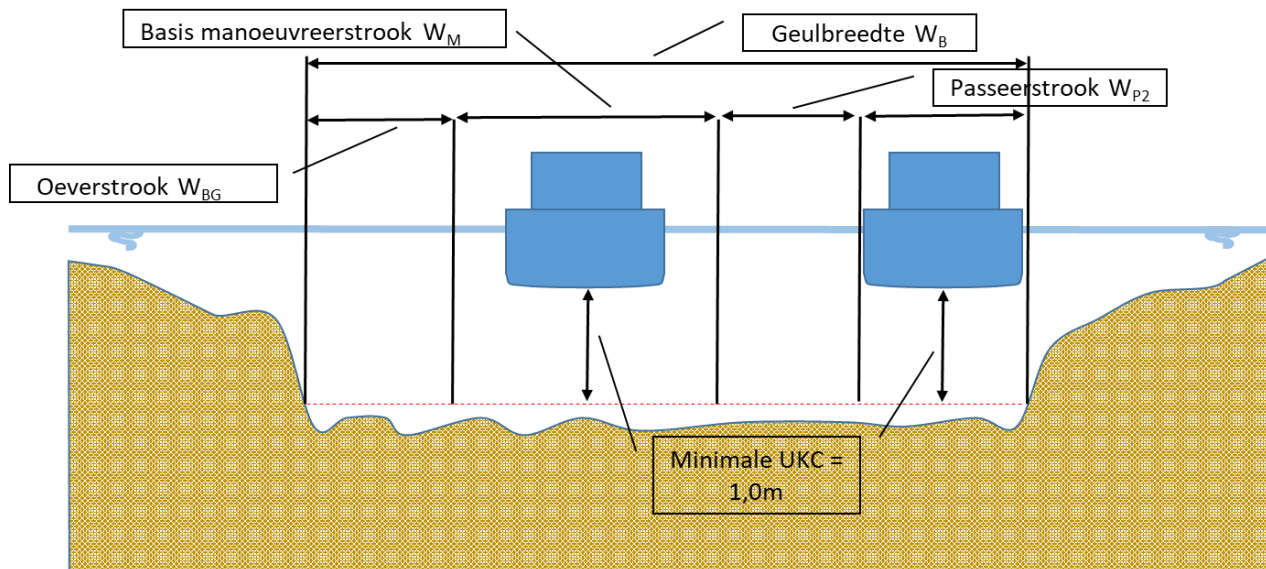 Basis manoeuvreerstrook W_M
Geulbreedte W_B
Passeerstrook W_P2
Oeverstrook W_BG
Minimale UKC =
1,0m